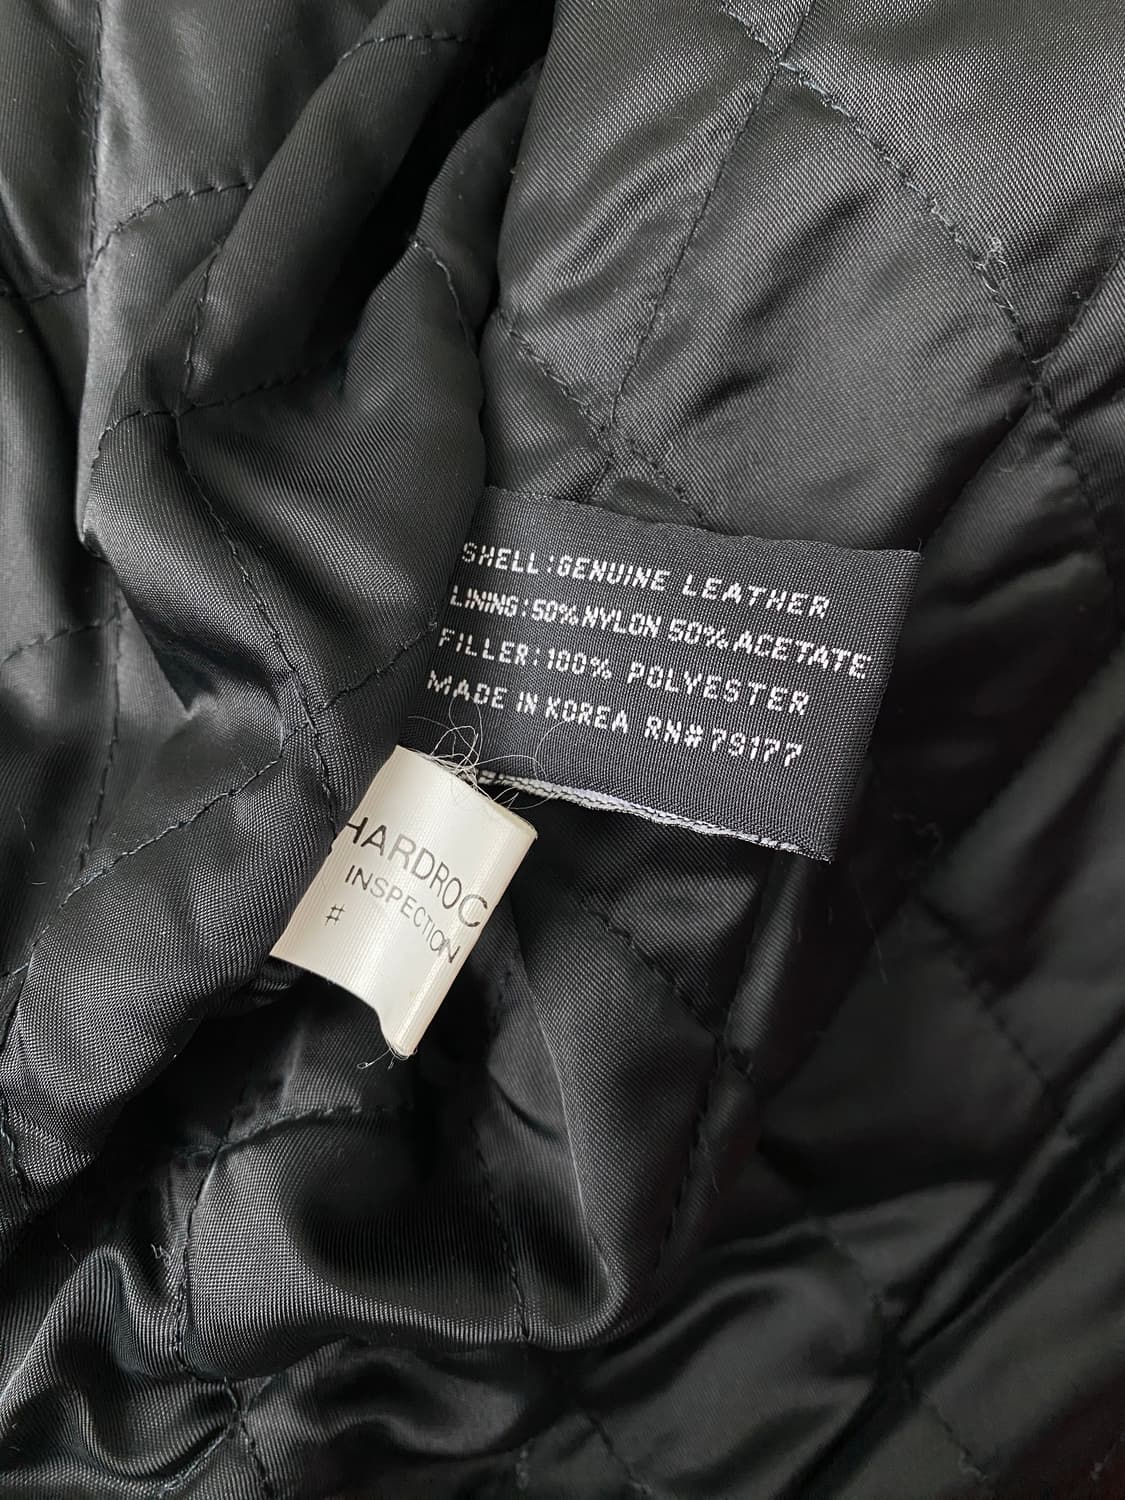 SHELL:GENUINE LEATHER
LINING:50%NYLON 50%ACETATE
FILLER:100% POLYESTER
MADE IN KOREA RN#79177
HARDROC
INSPECTION
#